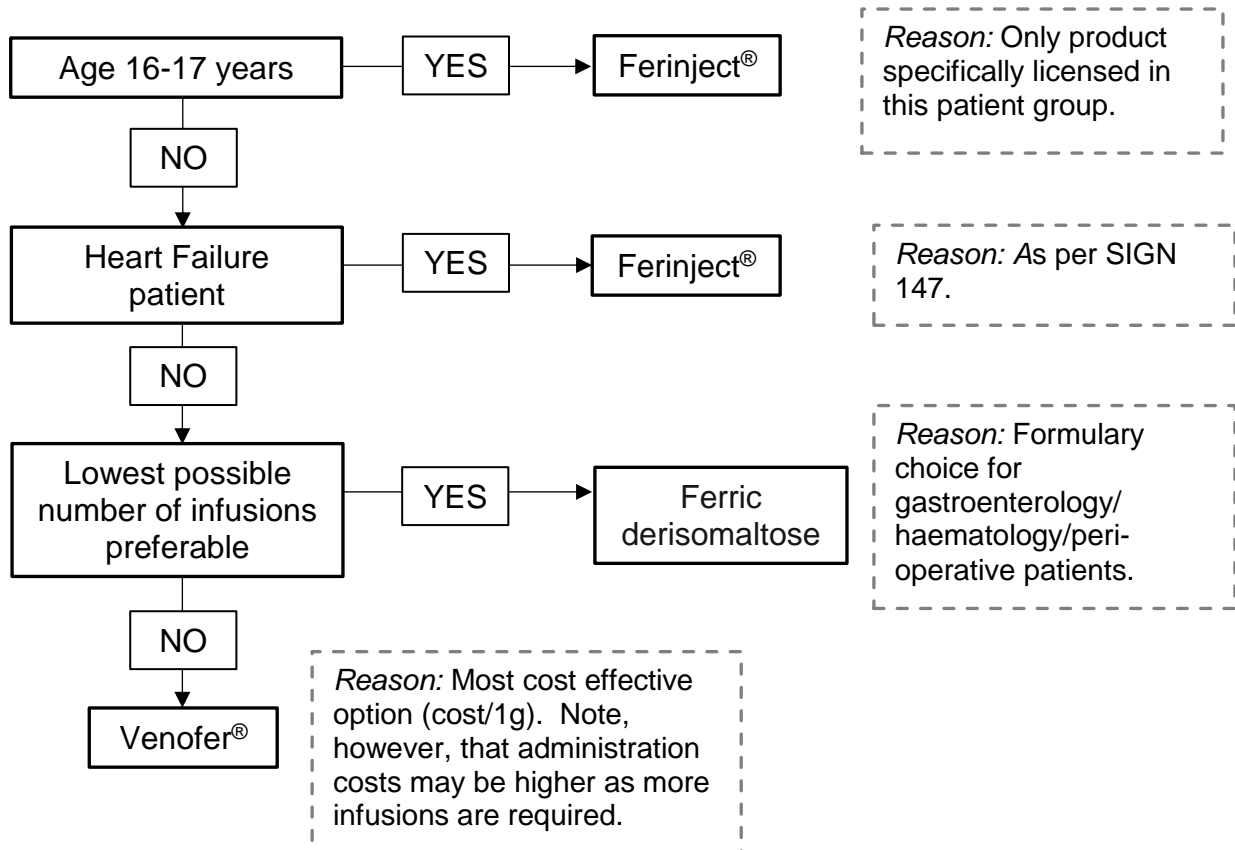 Age 16-17 years
YES
Ferinject®
Reason: Only product
specifically licensed in
this patient group.
NO
Heart Failure
patient
YES
Ferinject®
Reason: As per SIGN
147.
NO
Lowest possible
number of infusions
preferable
YES
Ferric
derisomaltose
Reason: Formulary
choice for
gastroenterology/
haematology/peri-
operative patients.
NO
Venofer®
Reason: Most cost effective
option (cost/1g). Note,
however, that administration
costs may be higher as more
infusions are required.